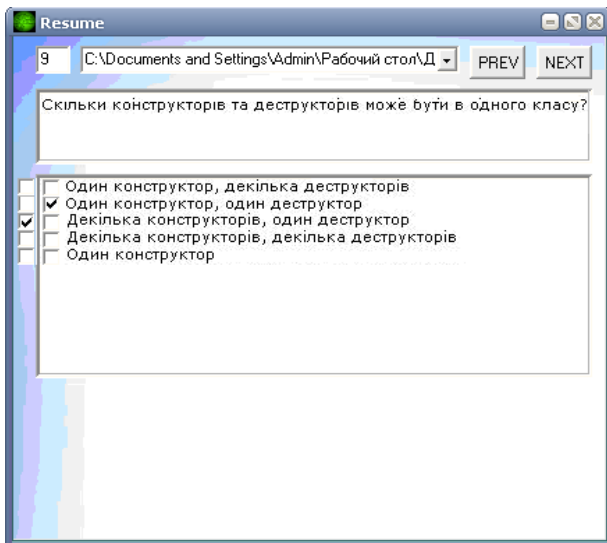 Resume
9 C:\Documents and Settings\Admin\Рабочий стол\Д PREV NEXT
Скільки конструкторів та деструкторів може бути в одного класу?
Один конструктор, декілька деструкторів
Один конструктор, один деструктор
Декілька конструкторів, один деструктор
Декілька конструкторів, декілька деструкторів
Один конструктор